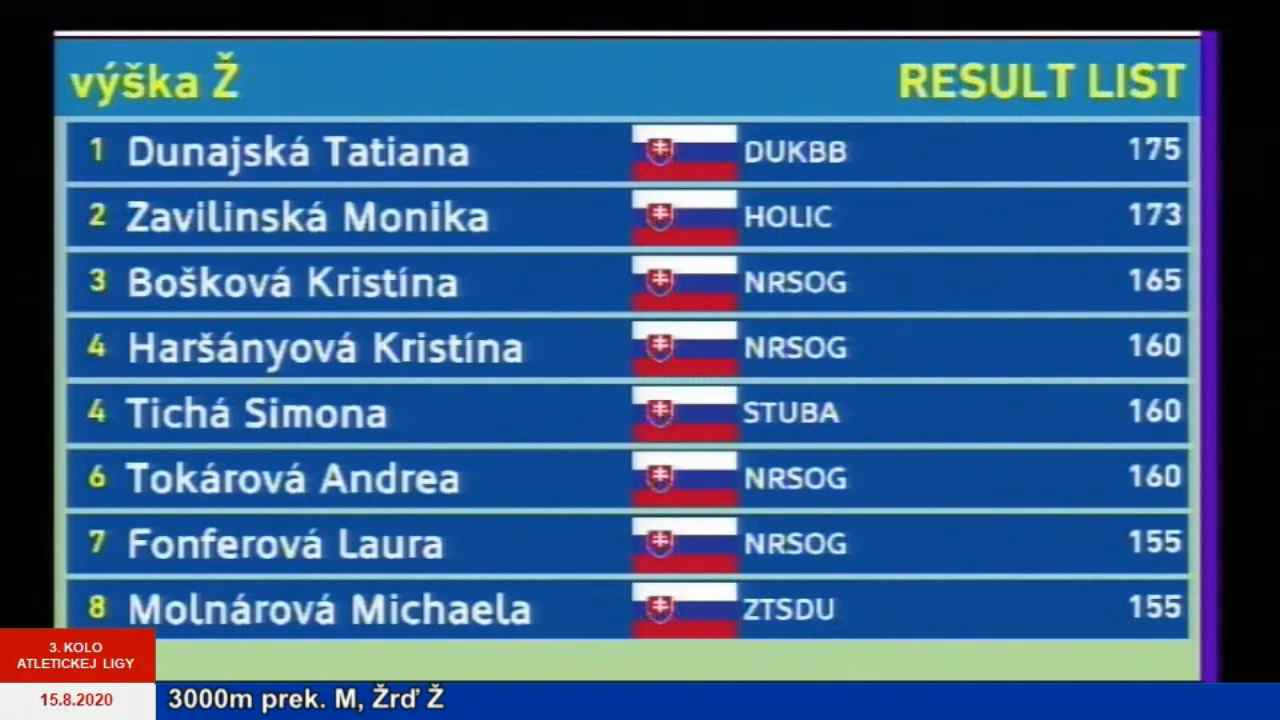 výška Ž RESULT LIST
1 Dunajská Tatiana DUKBB 175
2 Zavilinská Monika HOLIC 173
3 Bošková Kristína NRSOG 165
4 Haršányová Kristína NRSOG 160
4 Tichá Simona STUBA 160
6 Tokárová Andrea NRSOG 160
7 Fonferová Laura NRSOG 155
8 Molnárová Michaela ZTSDU 155
3. KOLO
ATLETICKEJ LIGY
15.8.2020 3000m prek. M, Žrď Ž